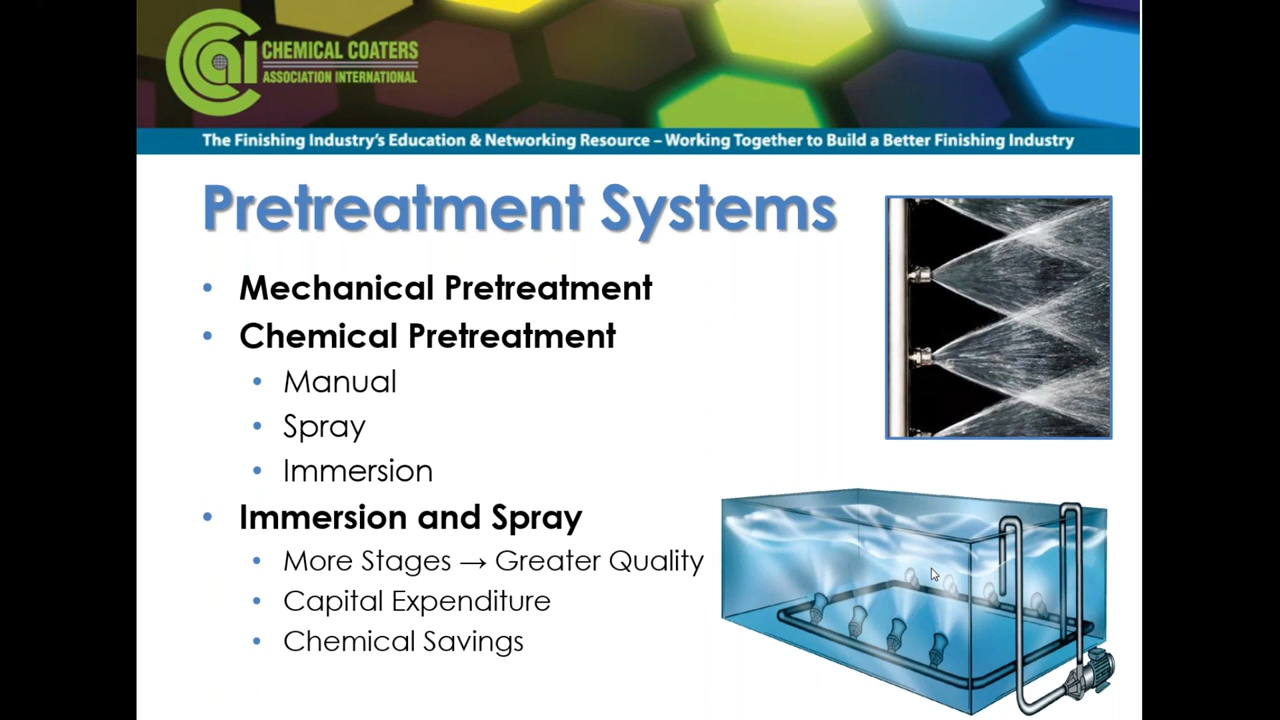 CHEMICAL COATERS
ASSOCIATION INTERNATIONAL
The Finishing Industry's Education & Networking Resource – Working Together to Build a Better Finishing Industry
Pretreatment Systems
• Mechanical Pretreatment
• Chemical Pretreatment
• Manual
• Spray
• Immersion
• Immersion and Spray
• More Stages → Greater Quality
• Capital Expenditure
• Chemical Savings